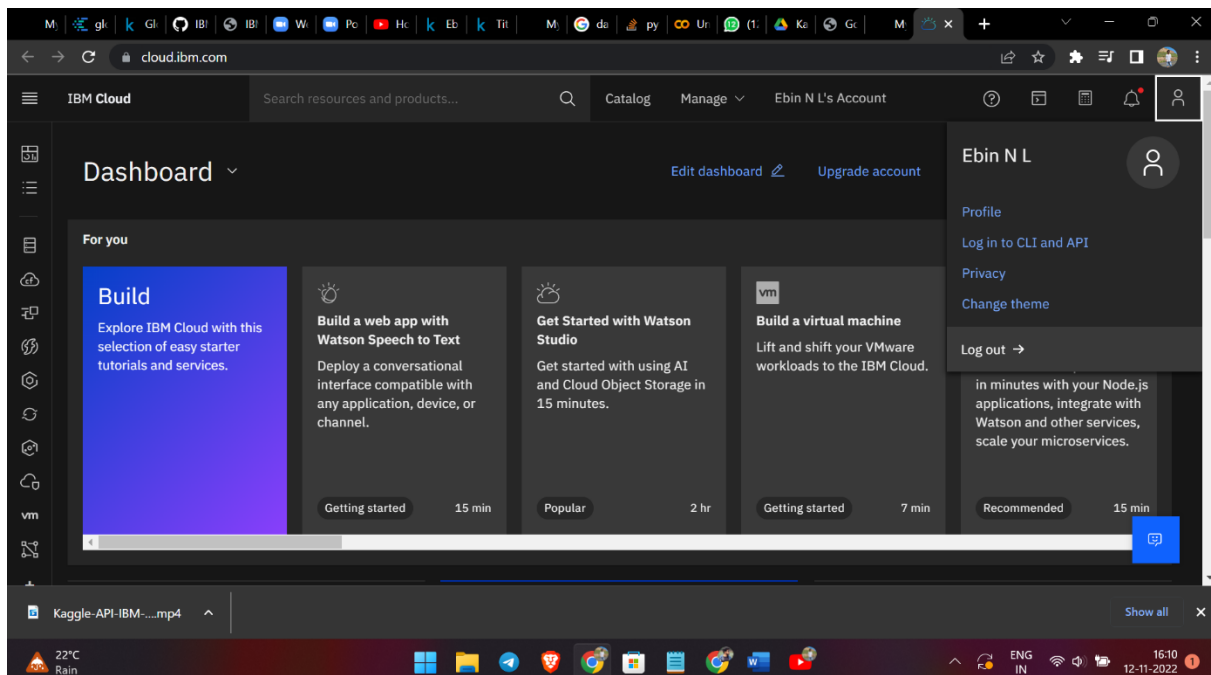 cloud.ibm.com
IBM Cloud
Search resources and products...
Catalog
Manage
Ebin N L's Account
Dashboard
Edit dashboard
Upgrade account
Ebin N L
Profile
Log in to CLI and API
Privacy
Change theme
Log out →
For you
Build
Explore IBM Cloud with this
selection of easy starter
tutorials and services.
Build a web app with
Watson Speech to Text
Deploy a conversational
interface compatible with
any application, device, or
channel.
Getting started 15 min
Get Started with Watson
Studio
Get started with using AI
and Cloud Object Storage in
15 minutes.
Popular 2 hr
vm
Build a virtual machine
Lift and shift your VMware
workloads to the IBM Cloud.
Getting started 7 min
in minutes with your Node.js
applications, integrate with
Watson and other services,
scale your microservices.
Recommended 15 min
vm
Kaggle-API-IBM-....mp4
Show all
22°C
Rain
ENG
IN
16:10
12-11-2022
1